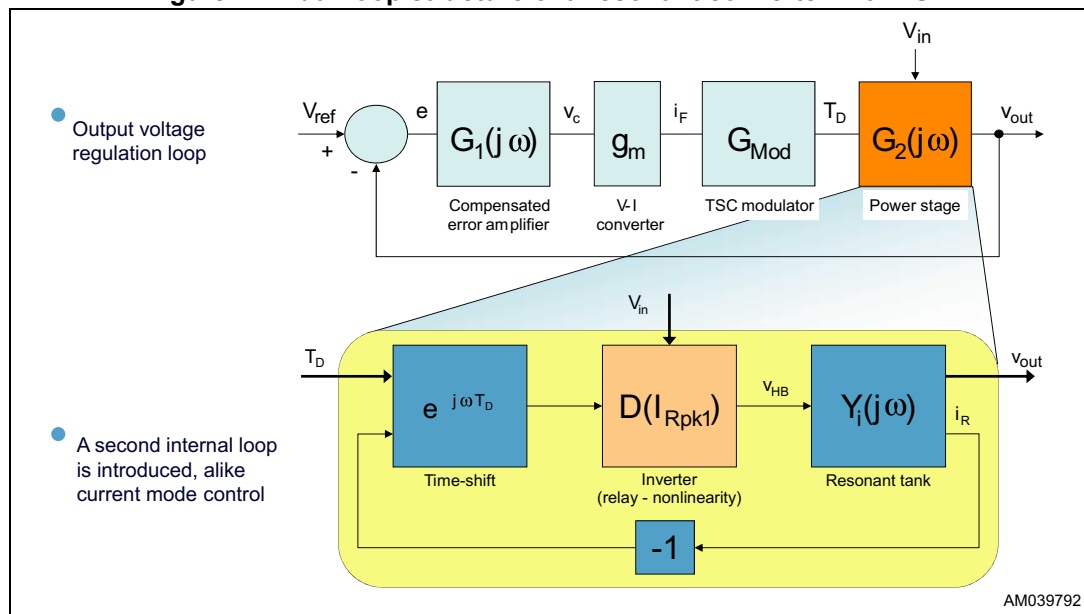 ● Output voltage
regulation loop
V_ref
+
-
e
G₁(jω)
Compensated
error amplifier
v_c
g_m
V-I
converter
i_F
G_Mod
TSC modulator
T_D
V_in
G₂(jω)
Power stage
v_out
● A second internal loop
is introduced, alike
current mode control
T_D
e^jωT_D
Time-shift
V_in
D(I_Rpk1)
Inverter
(relay - nonlinearity)
v_HB
Y_i(jω)
Resonant tank
v_out
i_R
-1
AM039792